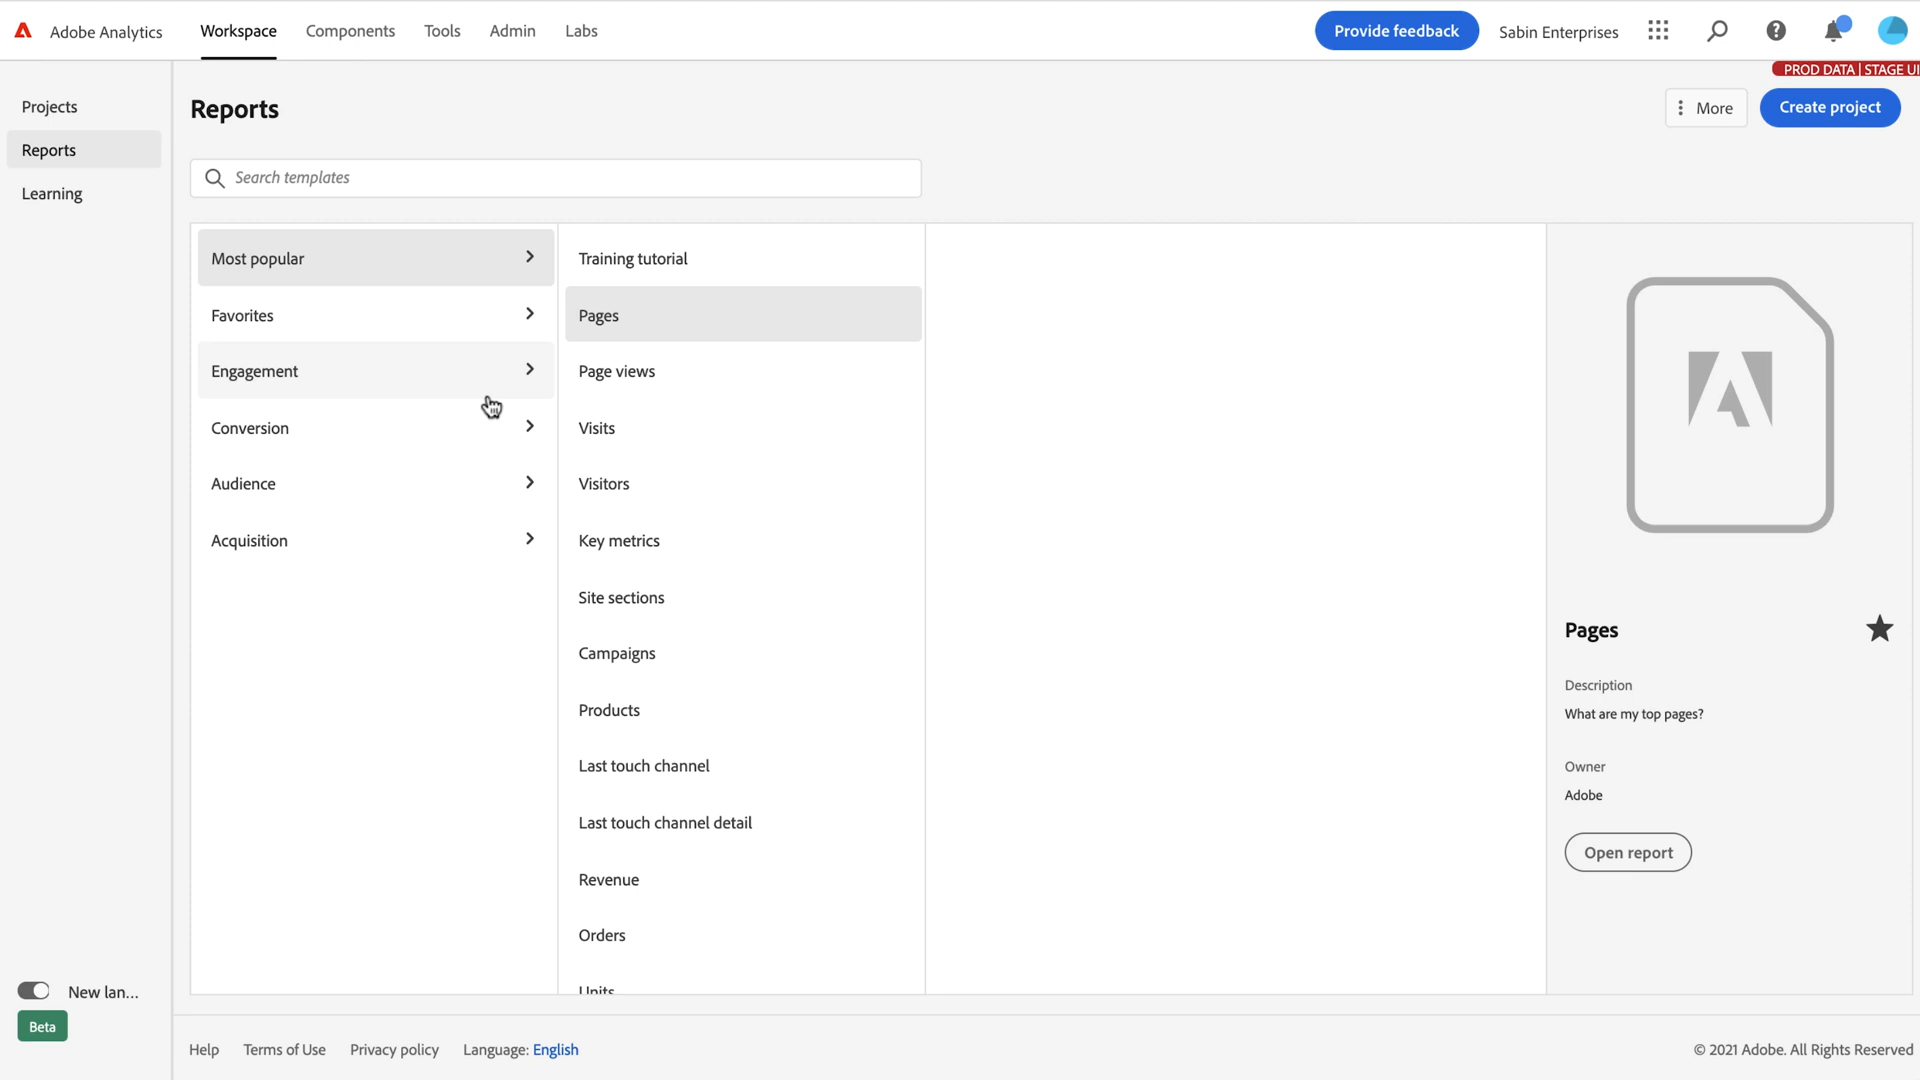 Adobe Analytics
Workspace
Components
Tools
Admin
Labs
Provide feedback
Sabin Enterprises
PROD DATA | STAGE UI
Projects
Reports
Learning
Reports
More
Create project
Search templates
Most popular
Favorites
Engagement
Conversion
Audience
Acquisition
Training tutorial
Pages
Page views
Visits
Visitors
Key metrics
Site sections
Campaigns
Products
Last touch channel
Last touch channel detail
Revenue
Orders
Units
Pages
Description
What are my top pages?
Owner
Adobe
Open report
New lan...
Beta
Help
Terms of Use
Privacy policy
Language: English
© 2021 Adobe. All Rights Reserved